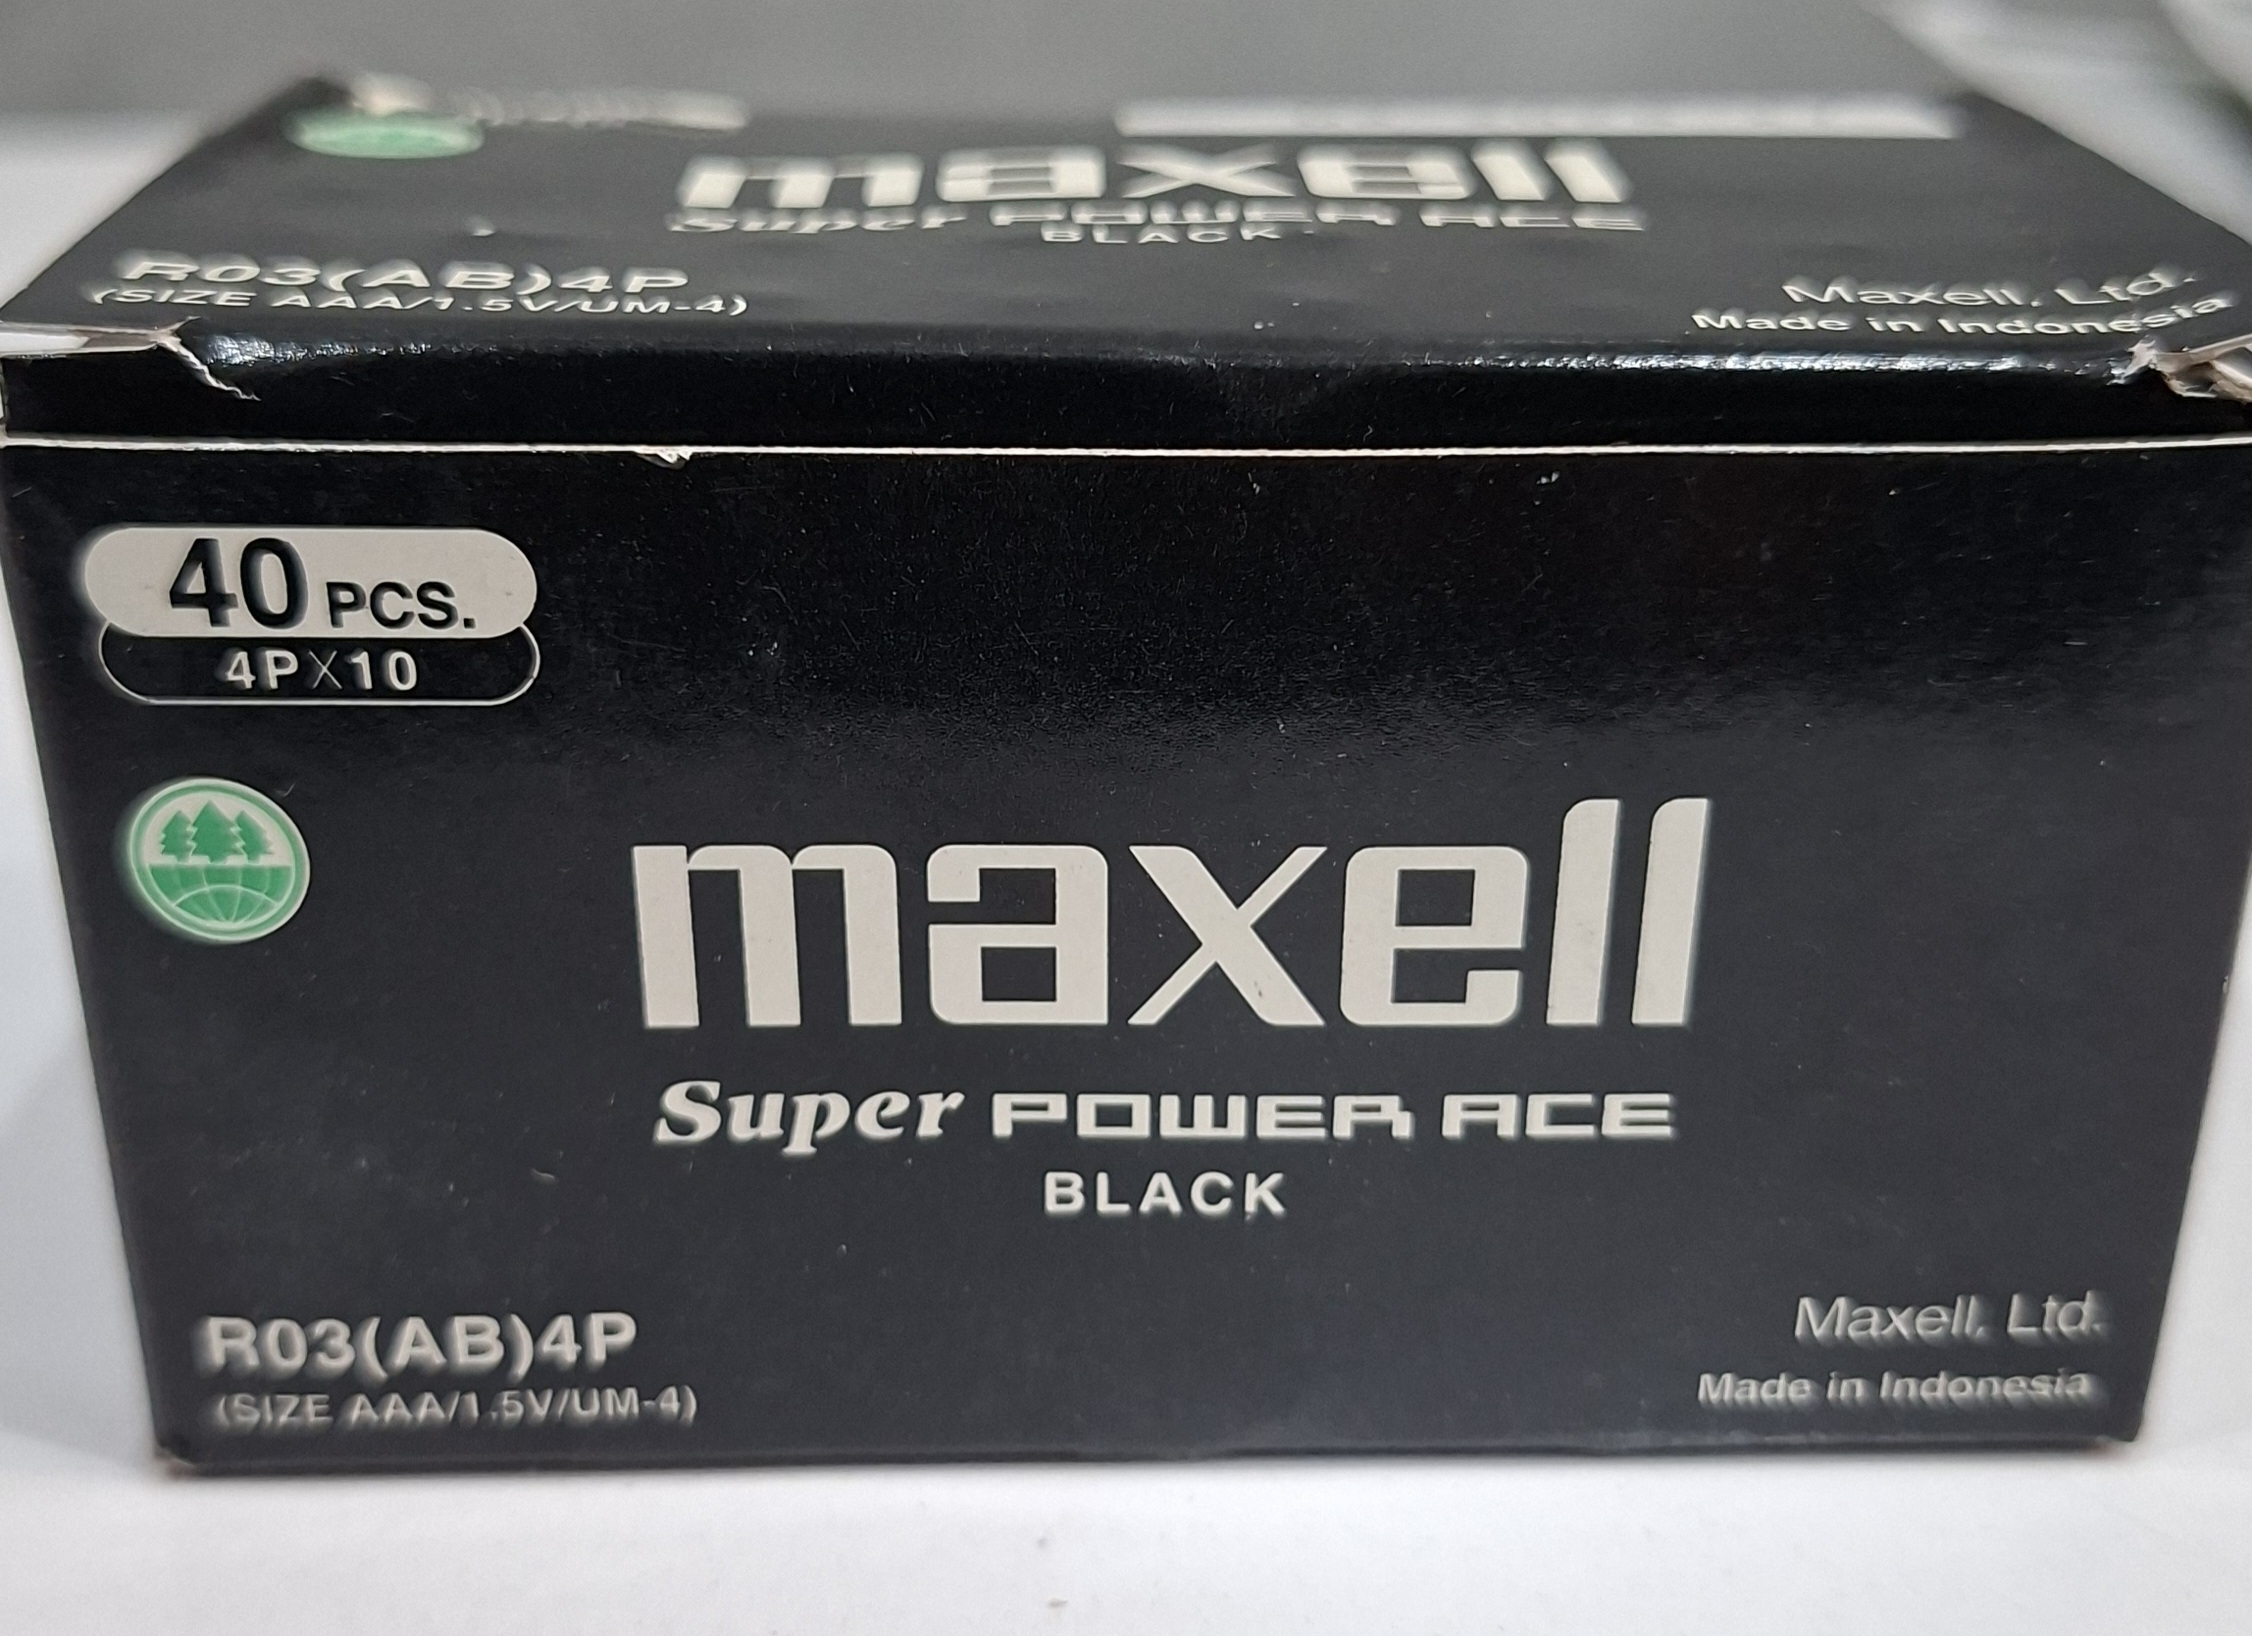 maxell
Super POWER ACE
BLACK
R03(AB)4P
(SIZE AAA/1.5V/UM-4)
Maxell, Ltd.
Made in Indonesia
40 PCS.
4PX10
maxell
Super POWER ACE
BLACK
R03(AB)4P
(SIZE AAA/1.5V/UM-4)
Maxell, Ltd.
Made in Indonesia